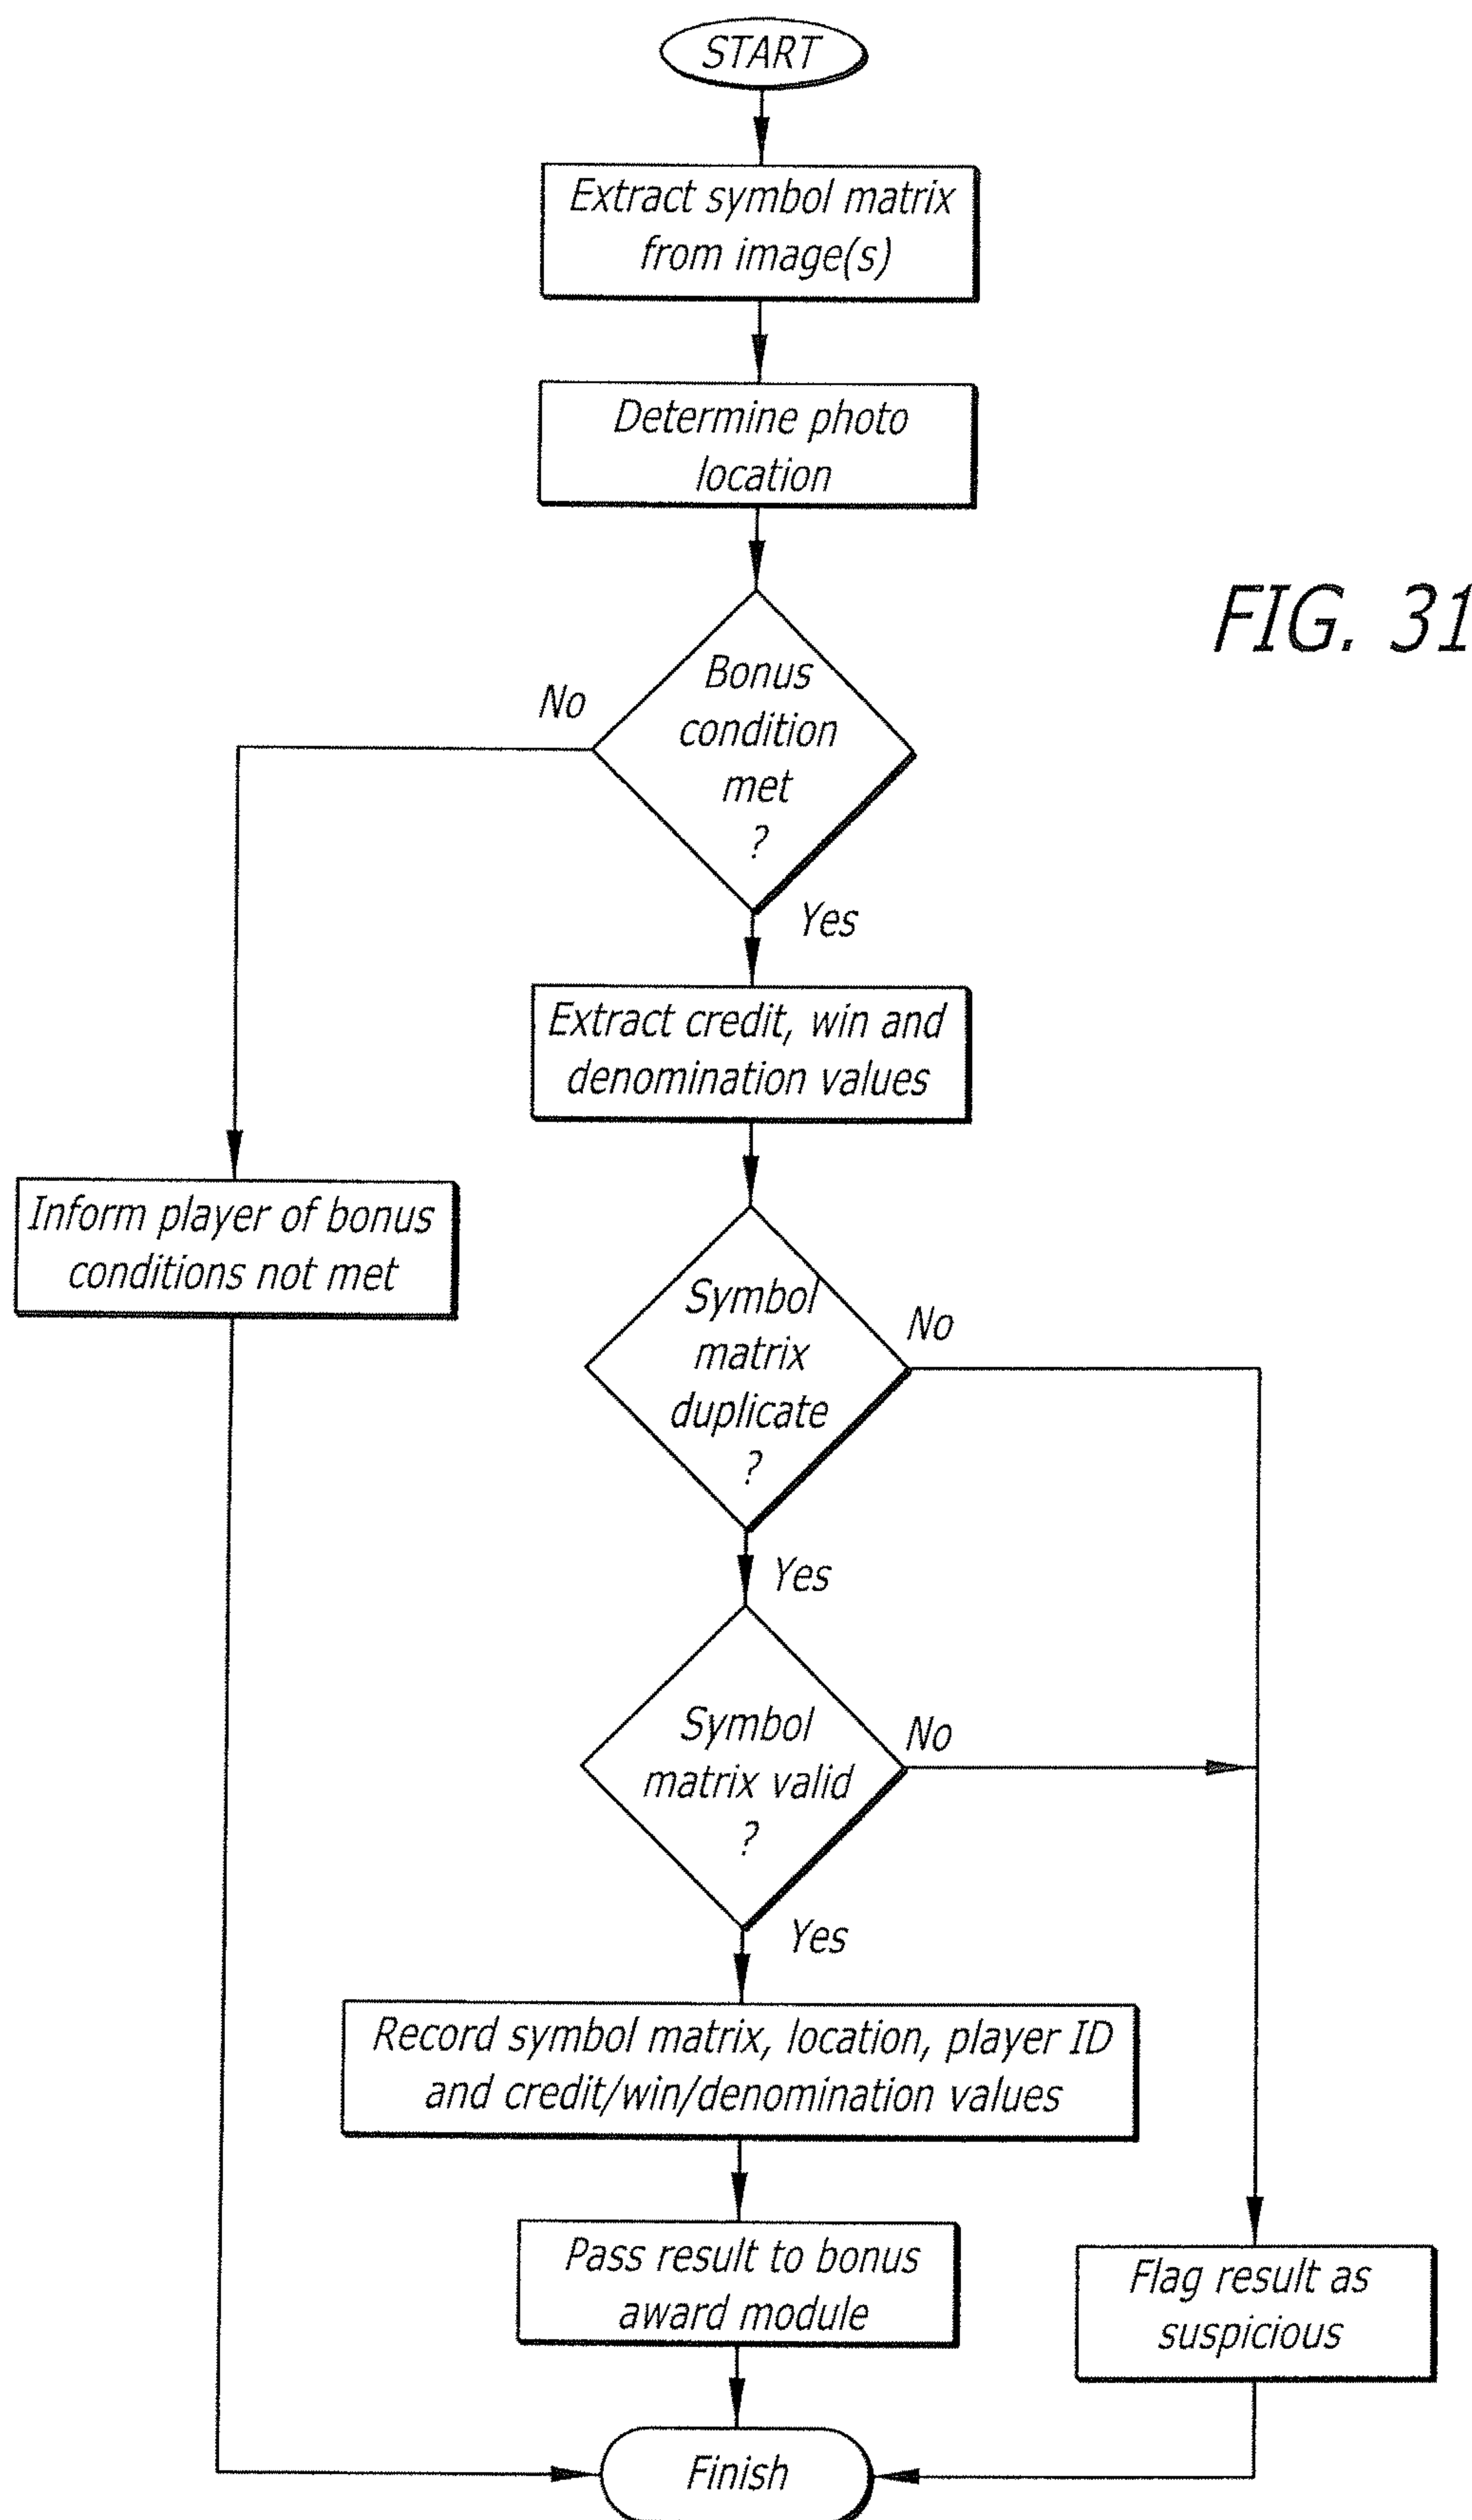 START
Extract symbol matrix
from image(s)
Determine photo
location
FIG. 31
Bonus
condition
met
?
No
Yes
Extract credit, win and
denomination values
Inform player of bonus
conditions not met
Symbol
matrix
duplicate
?
No
Yes
Symbol
matrix valid
?
No
Yes
Record symbol matrix, location, player ID
and credit/win/denomination values
Pass result to bonus
award module
Flag result as
suspicious
Finish